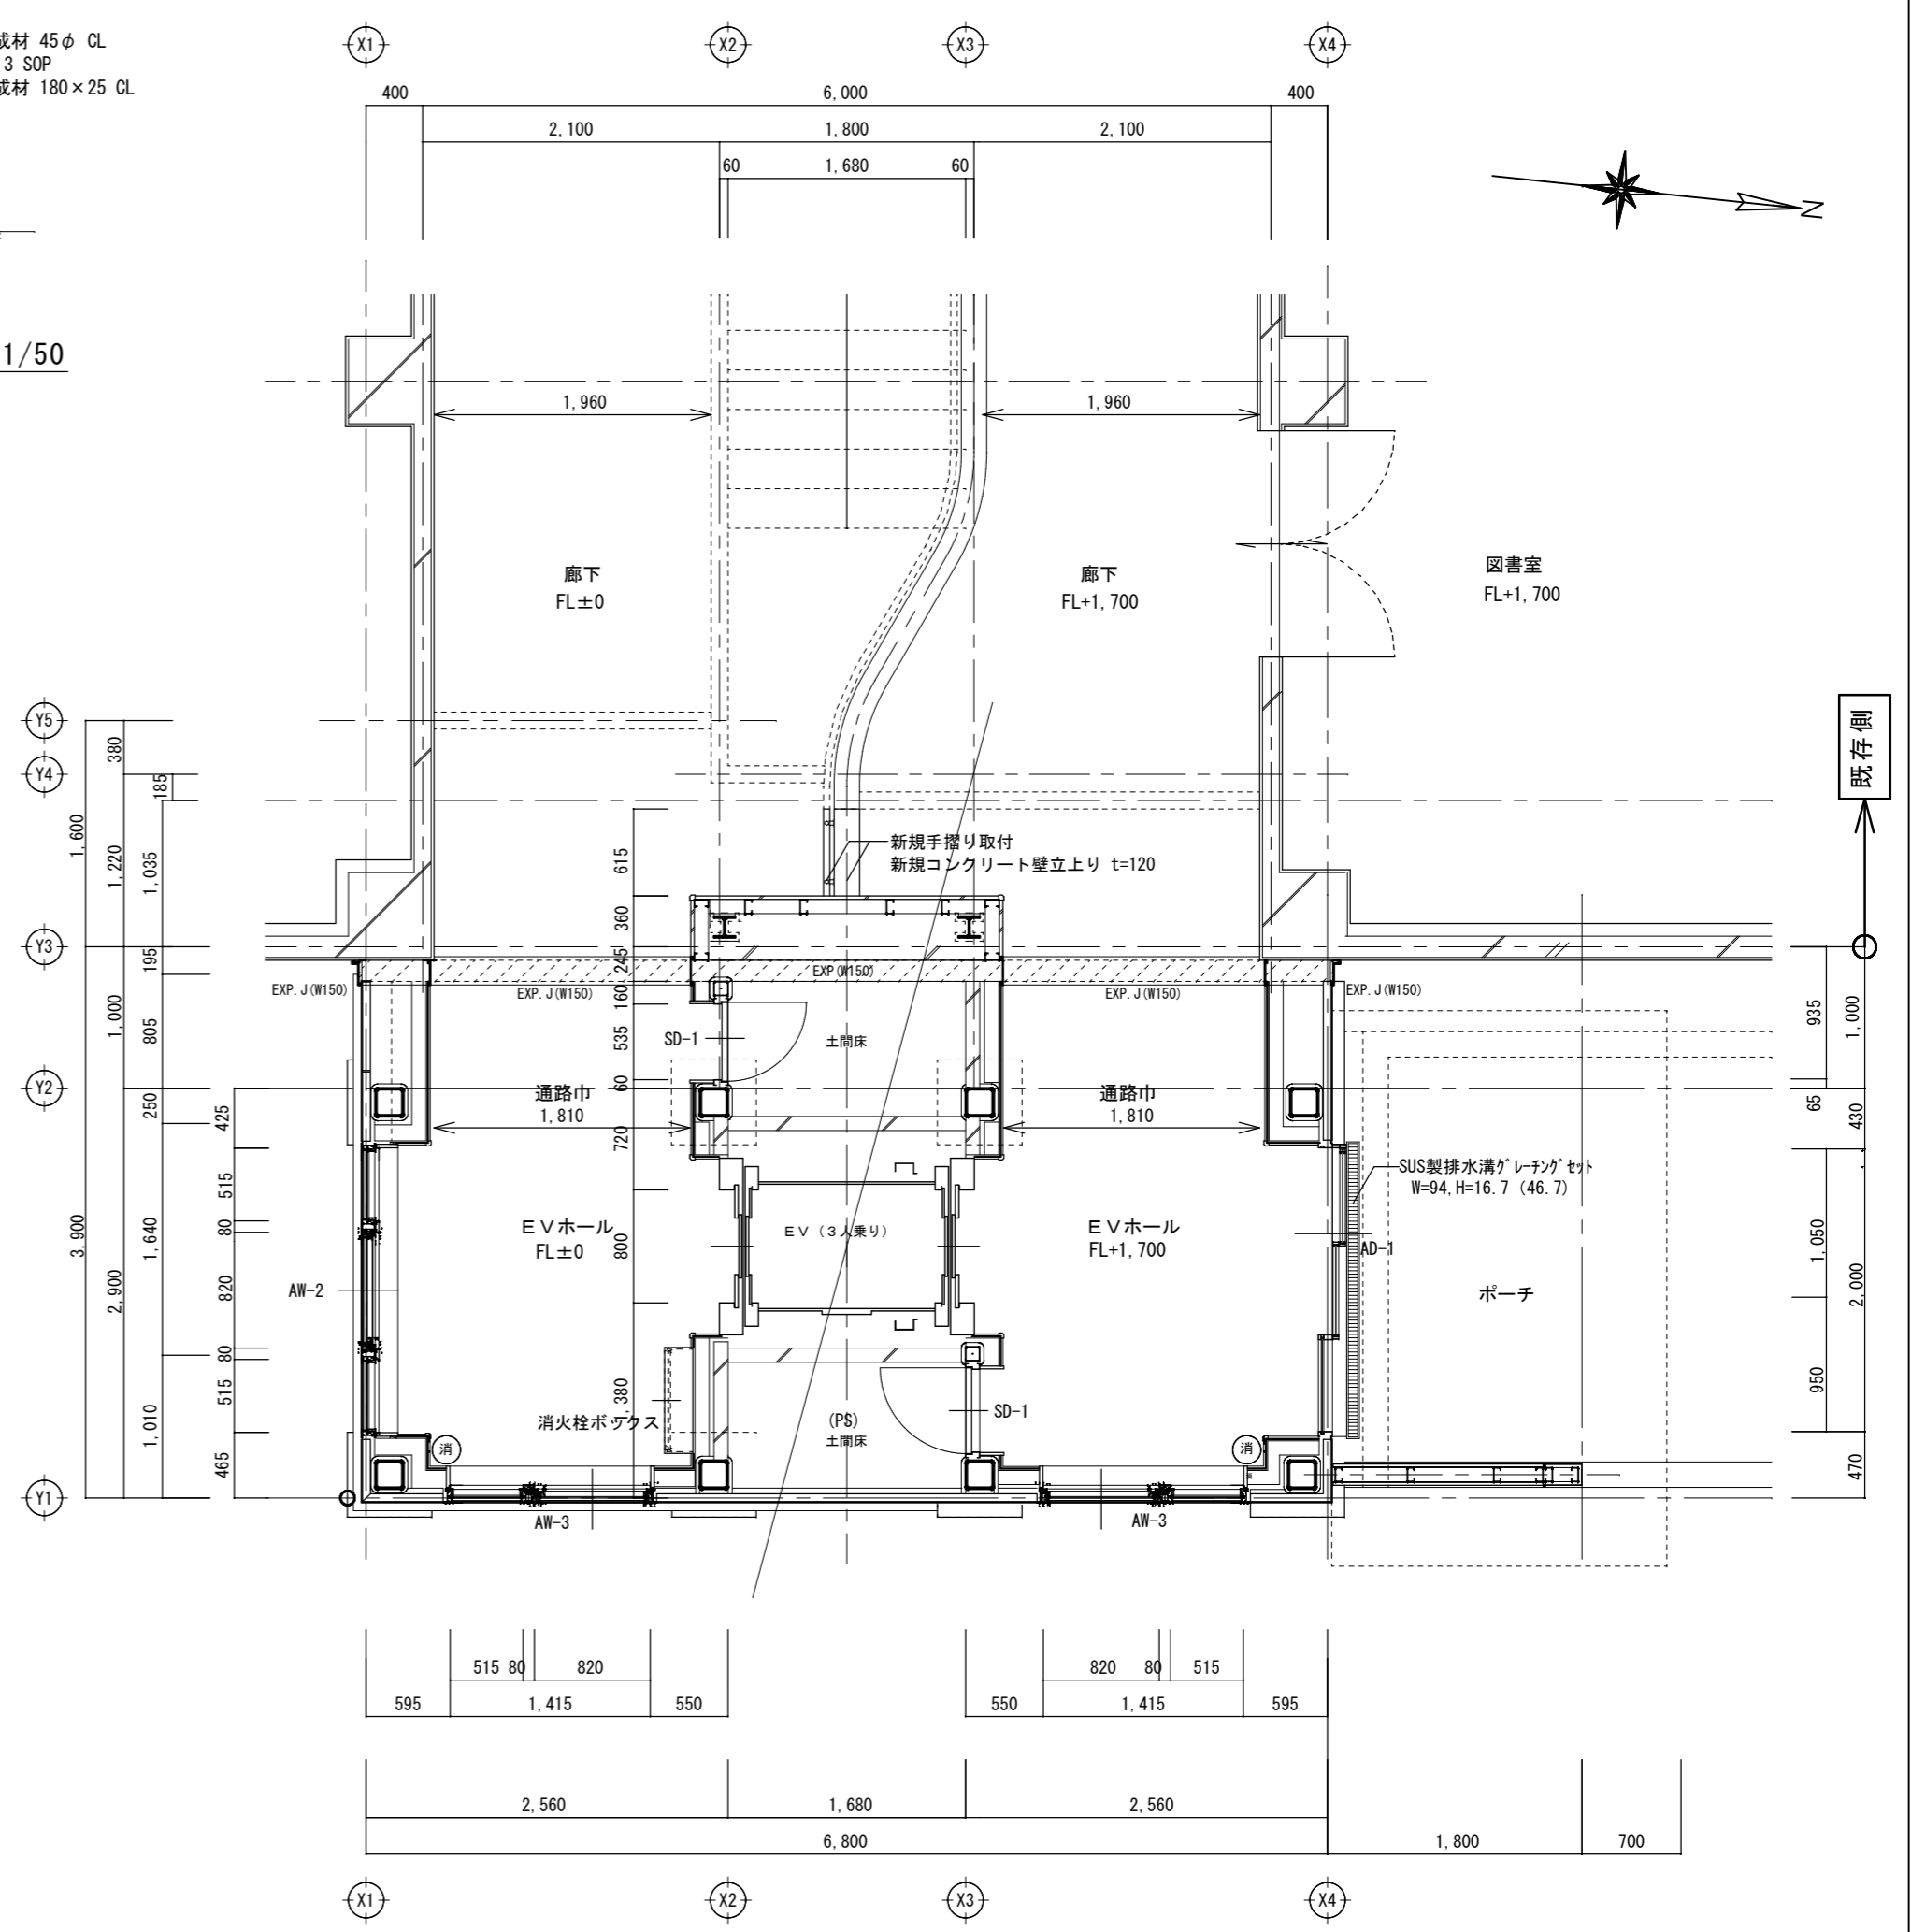 成材 45φ CL
3 SOP
成材 180×25 CL
1/50
X1
X2
X3
X4
400
6,000
400
2,100
1,800
2,100
60
1,680
60
N
1,960
1,960
廊下
FL±0
廊下
FL+1,700
図書室
FL+1,700
既存側
Y5
Y4
Y3
Y2
Y1
380
185
1,600
1,220
1,035
195
1,000
805
250
425
515
80
1,640
3,900
2,900
820
80
515
1,010
465
615
360
245
160
535
60
720
800
1,380
新規手摺り取付
新規コンクリート壁立上り t=120
EXP.J(W150)
EXP.J(W150)
EXP(W150)
EXP.J(W150)
EXP.J(W150)
SD-1
土間床
通路巾
1,810
通路巾
1,810
SUS製排水溝グレーチングセット
W=94,H=16.7 (46.7)
EVホール
FL±0
EV(3人乗り)
EVホール
FL+1,700
AD-1
AW-2
ポーチ
消火栓ボックス
(PS)
土間床
SD-1
消
消
AW-3
AW-3
935
1,000
65
430
1,050
2,000
950
470
515
80
820
820
80
515
595
1,415
550
550
1,415
595
2,560
1,680
2,560
6,800
1,800
700
X1
X2
X3
X4